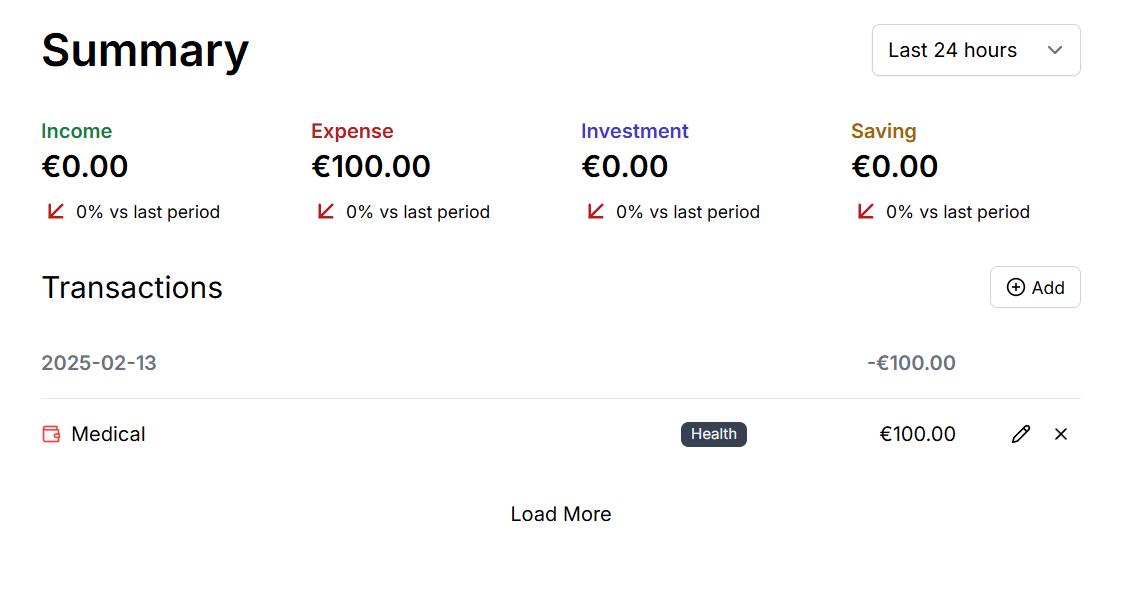 Summary
Last 24 hours
Income Expense Investment Saving
€0.00 €100.00 €0.00 €0.00
0% vs last period 0% vs last period 0% vs last period 0% vs last period
Transactions
Add
2025-02-13 -€100.00
Medical Health €100.00
Load More